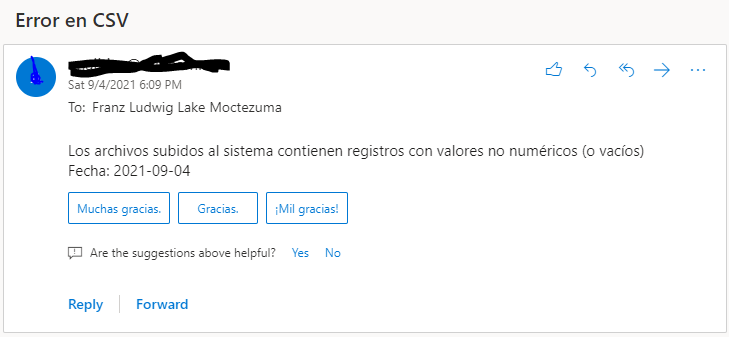 Error en CSV
Sat 9/4/2021 6:09 PM
To: Franz Ludwig Lake Moctezuma
Los archivos subidos al sistema contienen registros con valores no numéricos (o vacíos)
Fecha: 2021-09-04
Muchas gracias. Gracias. ¡Mil gracias!
Are the suggestions above helpful? Yes No
Reply Forward